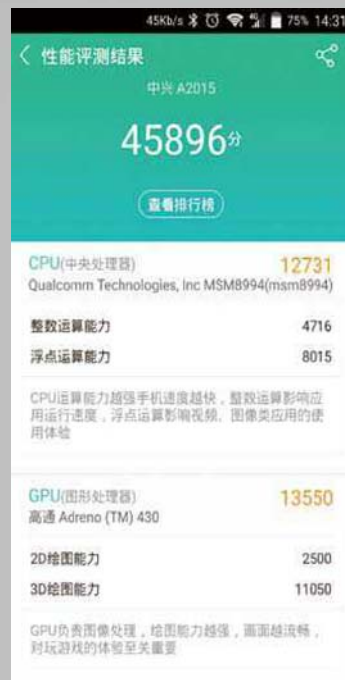 45Kb/s 75% 14:31
性能评测结果
中兴 A2015
45896分
查看排行榜
CPU(中央处理器) 12731
Qualcomm Technologies, Inc MSM8994(msm8994)
整数运算能力 4716
浮点运算能力 8015
CPU运算能力越强手机速度越快，整数运算影响应
用运行速度，浮点运算影响视频、图像类应用的使
用体验
GPU(图形处理器) 13550
高通 Adreno (TM) 430
2D绘图能力 2500
3D绘图能力 11050
GPU负责图像处理，绘图能力越强，画面越流畅，
对玩游戏的体验至关重要